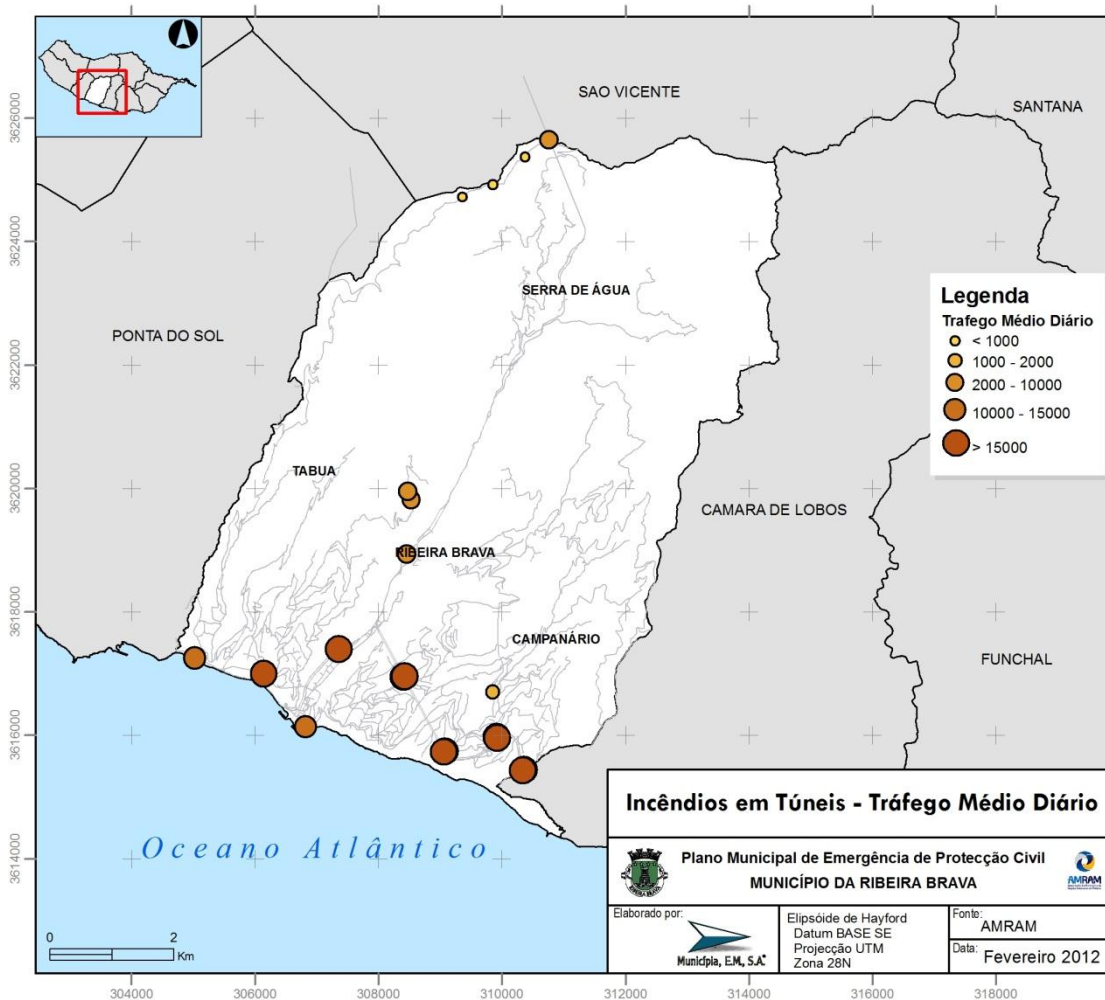 SAO VICENTE
SANTANA
SERRA DE ÁGUA
PONTA DO SOL
TABUA
CAMARA DE LOBOS
RIBEIRA BRAVA
CAMPANÁRIO
FUNCHAL
Oceano Atlântico
3626000
3624000
3622000
3620000
3618000
3616000
3614000
304000
306000
308000
310000
312000
314000
316000
318000
0 2
Km
Legenda
Trafego Médio Diário
< 1000
1000 - 2000
2000 - 10000
10000 - 15000
> 15000
Incêndios em Túneis - Tráfego Médio Diário
Plano Municipal de Emergência de Protecção Civil
MUNICÍPIO DA RIBEIRA BRAVA
AMRAM
Elaborado por:
Município, E.M., S.A.
Elipsóide de Hayford
Datum BASE SE
Projecção UTM
Zona 28N
Fonte:
AMRAM
Data: Fevereiro 2012